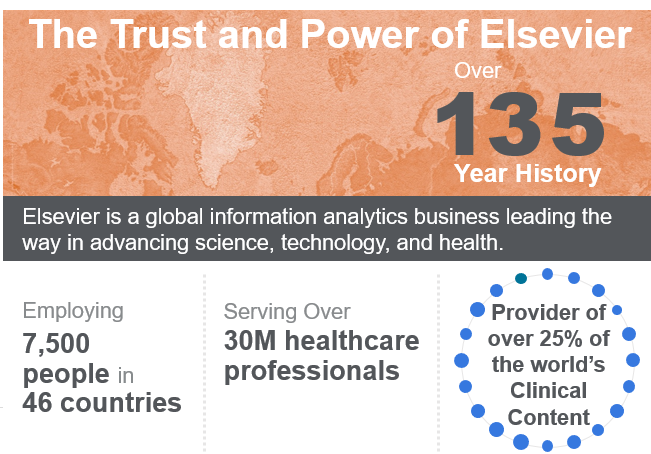 The Trust and Power of Elsevier
Over
135
Year History
Elsevier is a global information analytics business leading the
way in advancing science, technology, and health.
Employing
7,500
people in
46 countries
Serving Over
30M healthcare
professionals
Provider of
over 25% of
the world’s
Clinical
Content